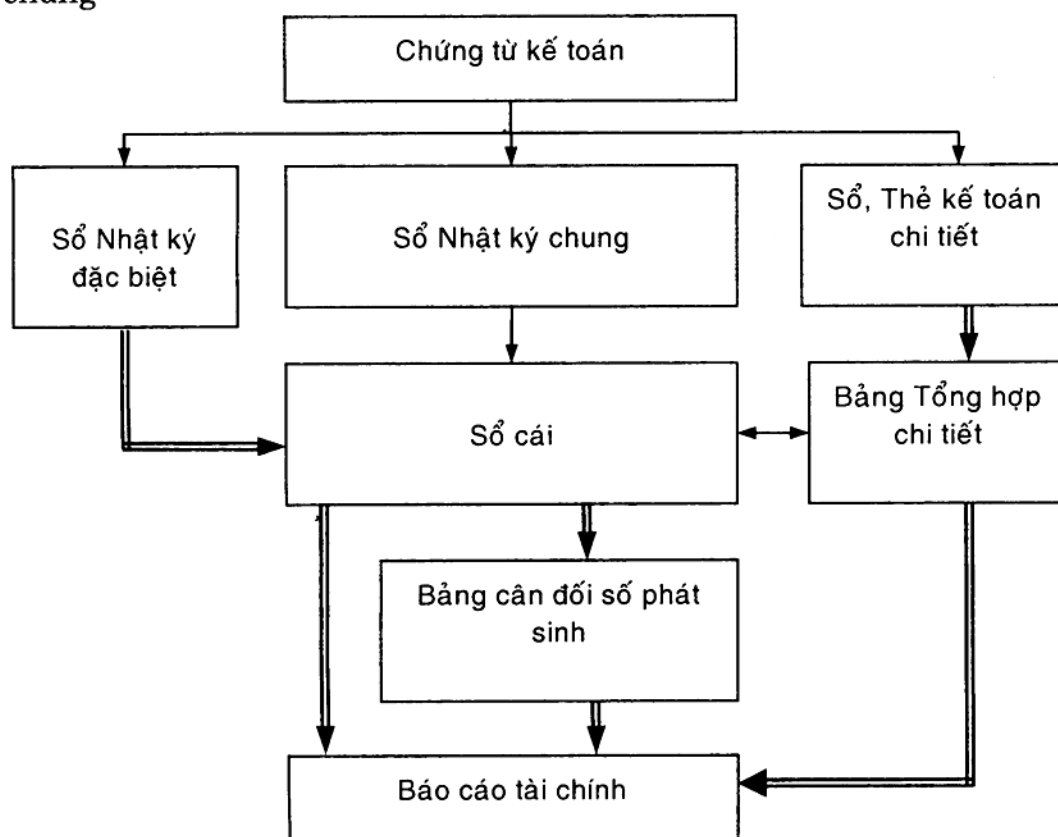 chung
Chứng từ kế toán
Sổ Nhật ký
đặc biệt
Sổ Nhật ký chung
Sổ, Thẻ kế toán
chi tiết
Sổ cái
Bảng Tổng hợp
chi tiết
Bảng cân đối số phát
sinh
Báo cáo tài chính